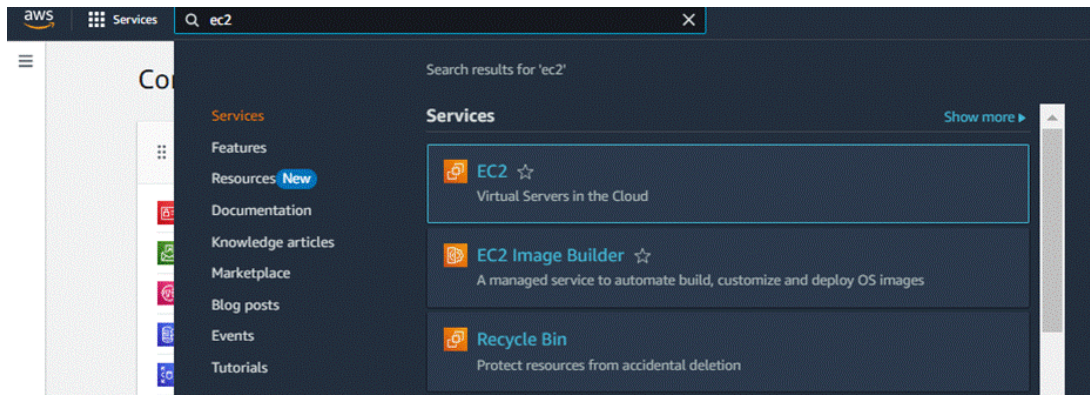 aws
Services
ec2
Search results for 'ec2'
Co
Services
Features
Resources New
Documentation
Knowledge articles
Marketplace
Blog posts
Events
Tutorials
Services
Show more
EC2
Virtual Servers in the Cloud
EC2 Image Builder
A managed service to automate build, customize and deploy OS images
Recycle Bin
Protect resources from accidental deletion